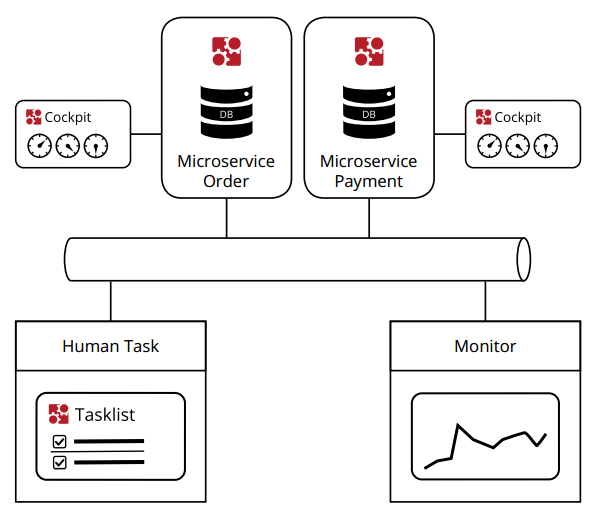 DB
Microservice
Order
DB
Microservice
Payment
Cockpit
Cockpit
Human Task
Tasklist
Monitor